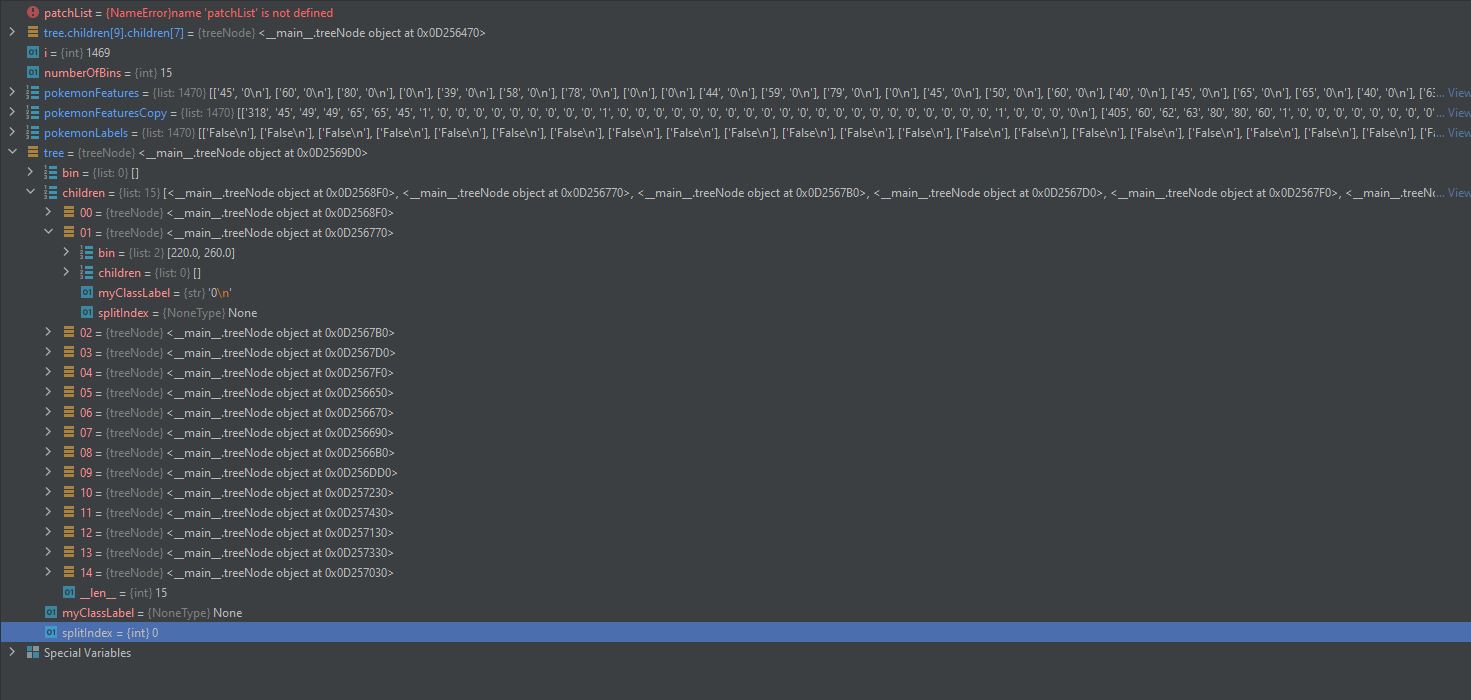 patchList = {NameError}name 'patchList' is not defined
tree.children[9].children[7] = {treeNode} <__main__.treeNode object at 0x0D256470>
01 i = {int} 1469
01 numberOfBins = {int} 15
pokemonFeatures = {list: 1470} [['45', '0\n'], ['60', '0\n'], ['80', '0\n'], ['0\n'], ['39', '0\n'], ['58', '0\n'], ['78', '0\n'], ['0\n'], ['0\n'], ['44', '0\n'], ['59', '0\n'], ['79', '0\n'], ['0\n'], ['45', '0\n'], ['50', '0\n'], ['60', '0\n'], ['40', '0\n'], ['45', '0\n'], ['65', '0\n'], ['65', '0\n'], ['40', '0\n'], ['6:... View
pokemonFeaturesCopy = {list: 1470} [['318', '45', '49', '49', '65', '65', '45', '1', '0', '0', '0', '0', '0', '0', '0', '0', '0', '1', '0', '0', '0', '0', '0', '0', '0', '0', '0', '0', '0', '0', '0', '0', '0', '0', '0', '0', '0', '0', '1', '0', '0', '0', '0\n'], ['405', '60', '62', '63', '80', '80', '60', '1', '0', '0', '0', '0', '0', '0', '0', '0... View
pokemonLabels = {list: 1470} [['False\n'], ['False\n'], ['False\n'], ['False\n'], ['False\n'], ['False\n'], ['False\n'], ['False\n'], ['False\n'], ['False\n'], ['False\n'], ['False\n'], ['False\n'], ['False\n'], ['False\n'], ['False\n'], ['False\n'], ['False\n'], ['False\n'], ['False\n'], ['F... View
tree = {treeNode} <__main__.treeNode object at 0x0D2569D0>
bin = {list: 0} []
children = {list: 15} [<__main__.treeNode object at 0x0D2568F0>, <__main__.treeNode object at 0x0D256770>, <__main__.treeNode object at 0x0D2567B0>, <__main__.treeNode object at 0x0D2567D0>, <__main__.treeNode object at 0x0D2567F0>, <__main__.treeN... View
00 = {treeNode} <__main__.treeNode object at 0x0D2568F0>
01 = {treeNode} <__main__.treeNode object at 0x0D256770>
bin = {list: 2} [220.0, 260.0]
children = {list: 0} []
01 myClassLabel = {str} '0\n'
01 splitIndex = {NoneType} None
02 = {treeNode} <__main__.treeNode object at 0x0D2567B0>
03 = {treeNode} <__main__.treeNode object at 0x0D2567D0>
04 = {treeNode} <__main__.treeNode object at 0x0D2567F0>
05 = {treeNode} <__main__.treeNode object at 0x0D256650>
06 = {treeNode} <__main__.treeNode object at 0x0D256670>
07 = {treeNode} <__main__.treeNode object at 0x0D256690>
08 = {treeNode} <__main__.treeNode object at 0x0D2566B0>
09 = {treeNode} <__main__.treeNode object at 0x0D256DD0>
10 = {treeNode} <__main__.treeNode object at 0x0D257230>
11 = {treeNode} <__main__.treeNode object at 0x0D257430>
12 = {treeNode} <__main__.treeNode object at 0x0D257130>
13 = {treeNode} <__main__.treeNode object at 0x0D257330>
14 = {treeNode} <__main__.treeNode object at 0x0D257030>
01 __len__ = {int} 15
01 myClassLabel = {NoneType} None
01 splitIndex = {int} 0
Special Variables